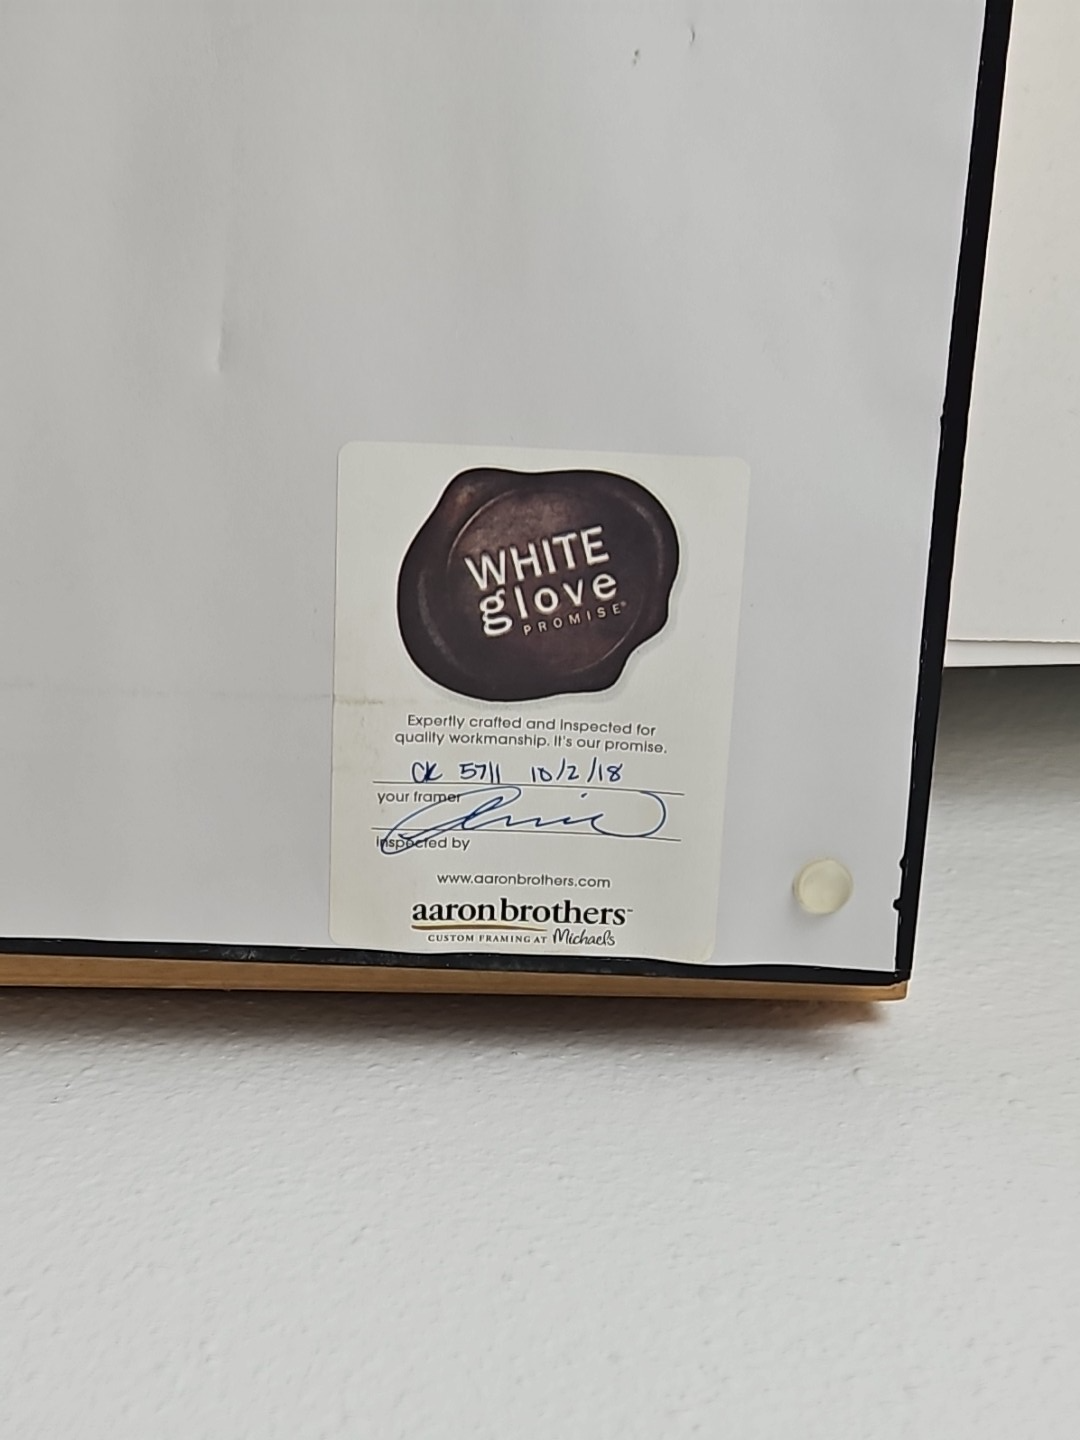 WHITE
glove
PROMISE®
Expertly crafted and inspected for
quality workmanship. It's our promise.
CK 5711 10/2/18
your framer
inspected by
www.aaronbrothers.com
aaronbrothers™
CUSTOM FRAMING AT Michaels